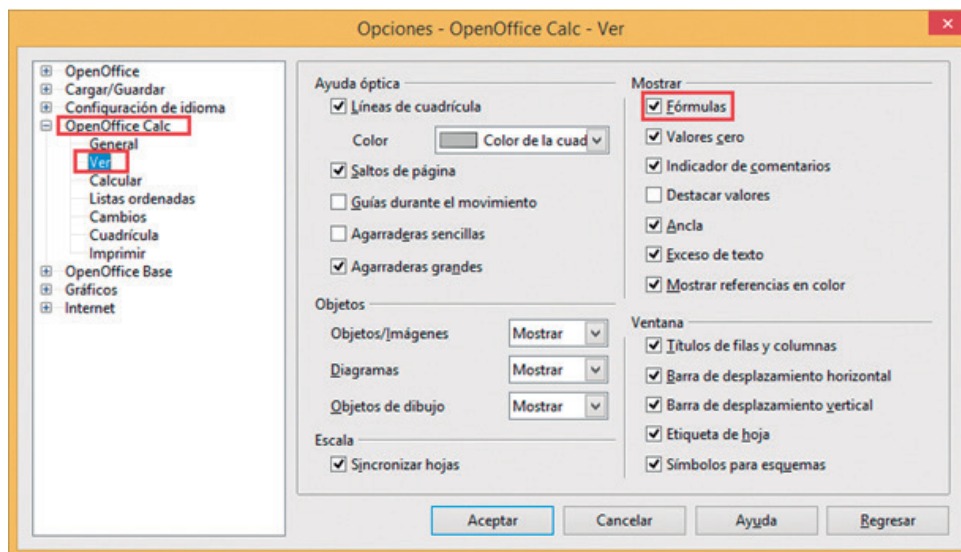 Opciones - OpenOffice Calc - Ver
OpenOffice
Cargar/Guardar
Configuración de idioma
OpenOffice Calc
General
Ver
Calcular
Listas ordenadas
Cambios
Cuadrícula
Imprimir
OpenOffice Base
Gráficos
Internet
Ayuda óptica
Líneas de cuadrícula
Color
Color de la cuad
Saltos de página
Guías durante el movimiento
Agarraderas sencillas
Agarraderas grandes
Objetos
Objetos/Imágenes Mostrar
Diagramas Mostrar
Objetos de dibujo Mostrar
Escala
Sincronizar hojas
Mostrar
Fórmulas
Valores cero
Indicador de comentarios
Destacar valores
Ancla
Exceso de texto
Mostrar referencias en color
Ventana
Títulos de filas y columnas
Barra de desplazamiento horizontal
Barra de desplazamiento vertical
Etiqueta de hoja
Símbolos para esquemas
Aceptar Cancelar Ayuda Regresar